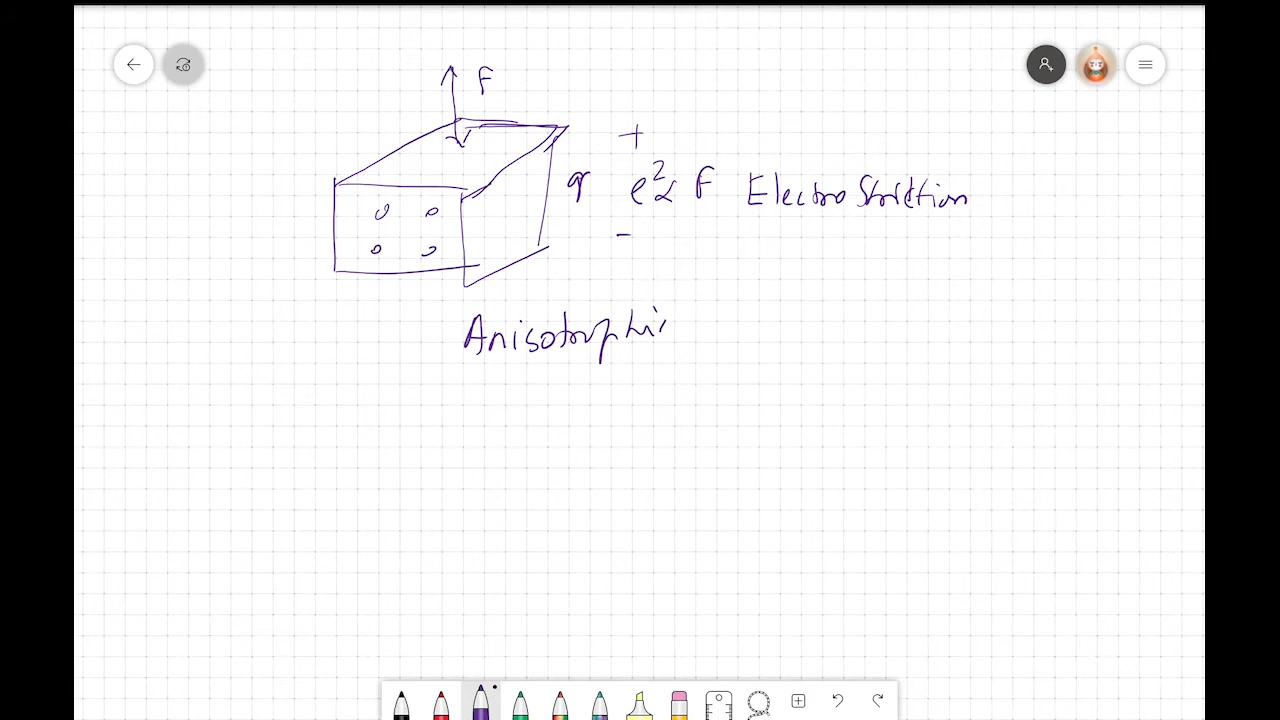 F
+
q e² α F Electro Striction
-
Anisotrophic